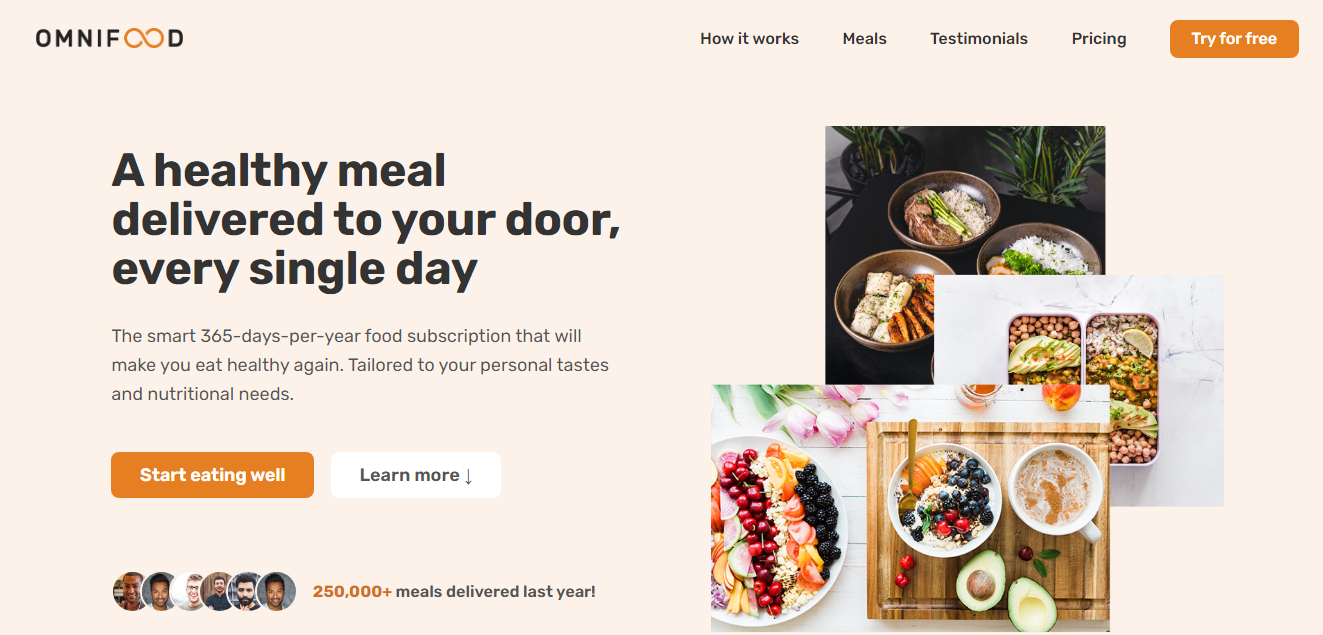 OMNIFOOD
How it works
Meals
Testimonials
Pricing
Try for free
A healthy meal
delivered to your door,
every single day
The smart 365-days-per-year food subscription that will
make you eat healthy again. Tailored to your personal tastes
and nutritional needs.
Start eating well
Learn more ↓
250,000+ meals delivered last year!